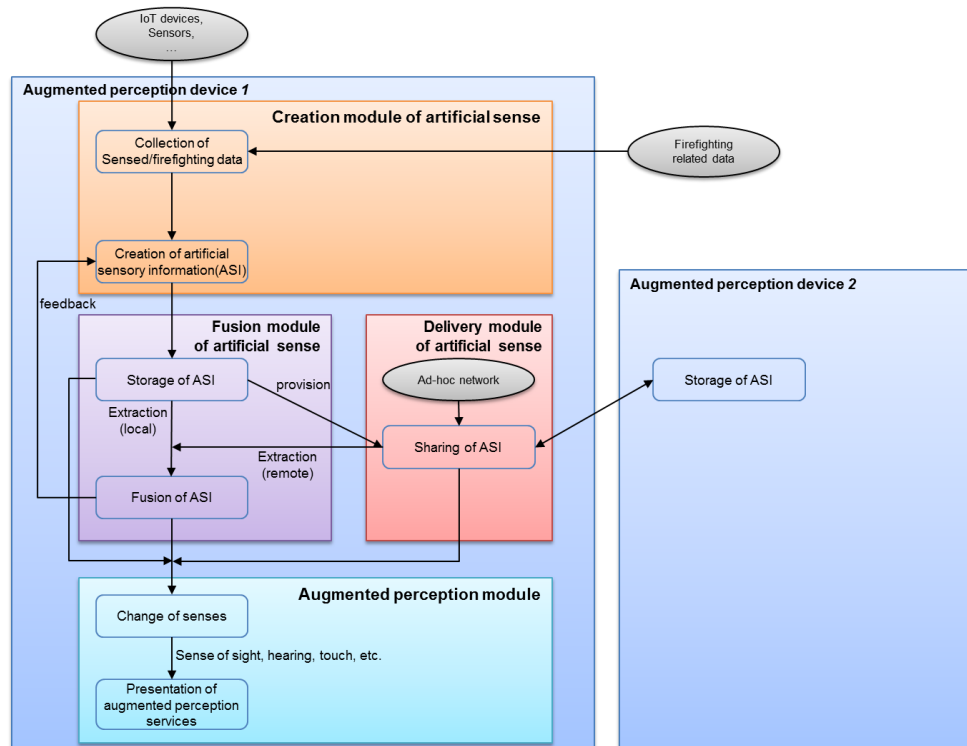 IoT devices,
Sensors,
...
Augmented perception device 1
Creation module of artificial sense
Collection of
Sensed/firefighting data
Firefighting
related data
Creation of artificial
sensory information(ASI)
feedback
Augmented perception device 2
Fusion module
of artificial sense
Delivery module
of artificial sense
Storage of ASI
provision
Ad-hoc network
Storage of ASI
Extraction
(local)
Sharing of ASI
Extraction
(remote)
Fusion of ASI
Augmented perception module
Change of senses
Sense of sight, hearing, touch, etc.
Presentation of
augmented perception
services